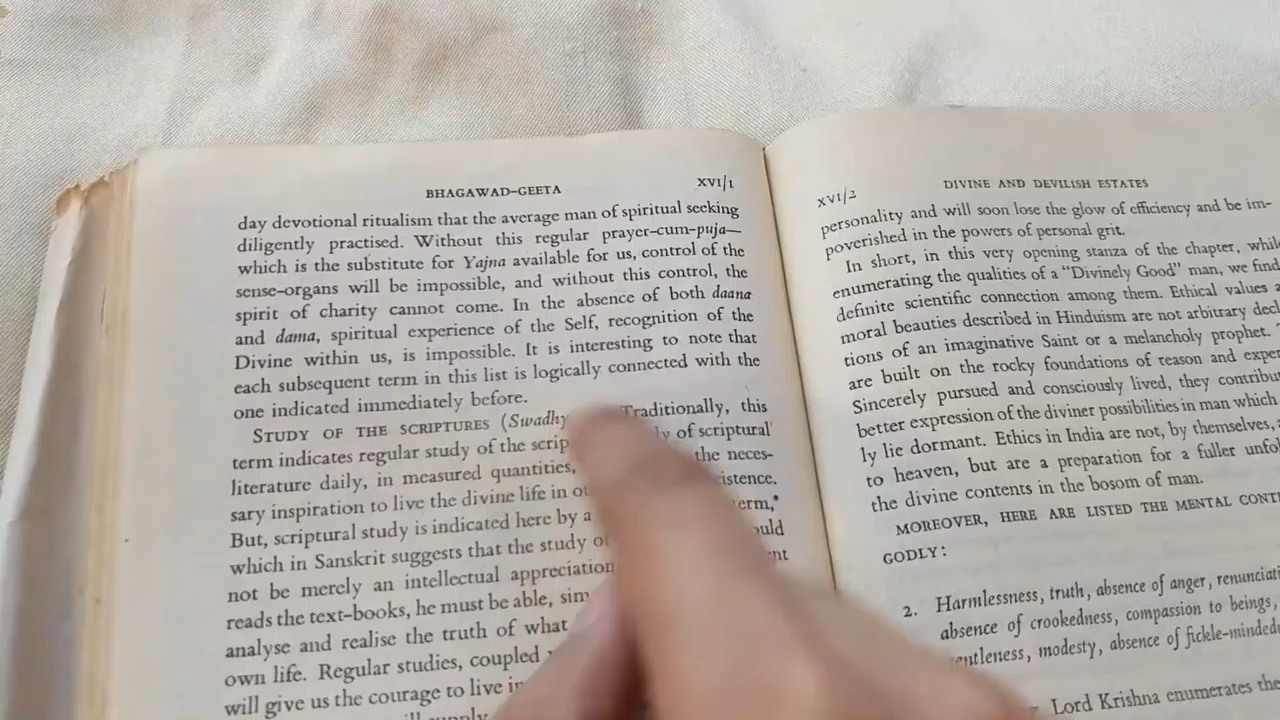 BHAGAWAD-GEETA
XVI/1
day devotional ritualism that the average man of spiritual seeking
diligently practised. Without this regular prayer-cum-puja—
which is the substitute for Yajna available for us, control of the
sense-organs will be impossible, and without this control, the
spirit of charity cannot come. In the absence of both daana
and dama, spiritual experience of the Self, recognition of the
Divine within us, is impossible. It is interesting to note that
each subsequent term in this list is logically connected with the
one indicated immediately before.
STUDY OF THE SCRIPTURES (Swadhy Traditionally, this
term indicates regular study of the scrip of scriptural
literature daily, in measured quantities, the neces-
sary inspiration to live the divine life in istence.
But, scriptural study is indicated here by a erm,*
which in Sanskrit suggests that the study ould
not be merely an intellectual appreciation
reads the text-books, he must be able, sim
analyse and realise the truth of what
own life. Regular studies, coupled
will give us the courage to live in
XVI/2
DIVINE AND DEVILISH ESTATES
personality and will soon lose the glow of efficiency and be im-
poverished in the powers of personal grit.
In short, in this very opening stanza of the chapter, whil
enumerating the qualities of a "Divinely Good" man, we find
definite scientific connection among them. Ethical values a
moral beauties described in Hinduism are not arbitrary decl
tions of an imaginative Saint or a melancholy prophet.
are built on the rocky foundations of reason and exper
Sincerely pursued and consciously lived, they contribu
better expression of the diviner possibilities in man which
ly lie dormant. Ethics in India are not, by themselves,
to heaven, but are a preparation for a fuller unfo
the divine contents in the bosom of man.
MOREOVER, HERE ARE LISTED THE MENTAL CONT
GODLY:
2. Harmlessness, truth, absence of anger, renunciati
absence of crookedness, compassion to beings,
entleness, modesty, absence of fickle-minded
Lord Krishna enumerates the